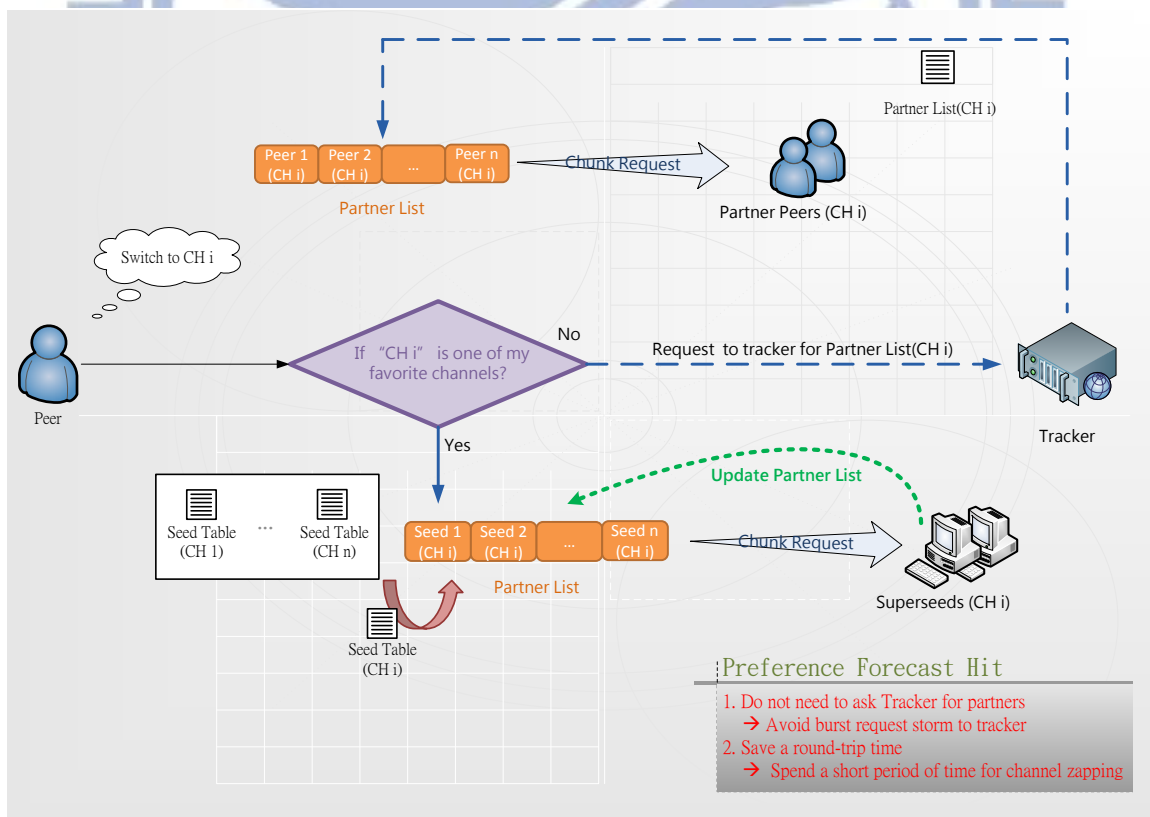 Partner List(CH i)
Peer 1 Peer 2 ... Peer n
(CH i) (CH i) (CH i)
Chunk Request
Partner List
Partner Peers (CH i)
Switch to CH i
No
If “CH i” is one of my
favorite channels?
Request to tracker for Partner List(CH i)
Peer
Tracker
Yes
Update Partner List
Seed Table
(CH 1)
...
Seed Table
(CH n)
Seed 1 Seed 2 ... Seed n
(CH i) (CH i) (CH i)
Chunk Request
Partner List
Superseeds (CH i)
Seed Table
(CH i)
Preference Forecast Hit
1. Do not need to ask Tracker for partners
→ Avoid burst request storm to tracker
2. Save a round-trip time
→ Spend a short period of time for channel zapping